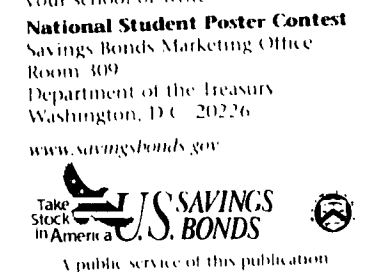 National Student Poster Contest
Savings Bonds Marketing Office
Room 309
Department of the Treasury
Washington, D.C. 20226
www.savingsbonds.gov
Take
Stock
in America
U.S. SAVINGS
BONDS
A public service of this publication